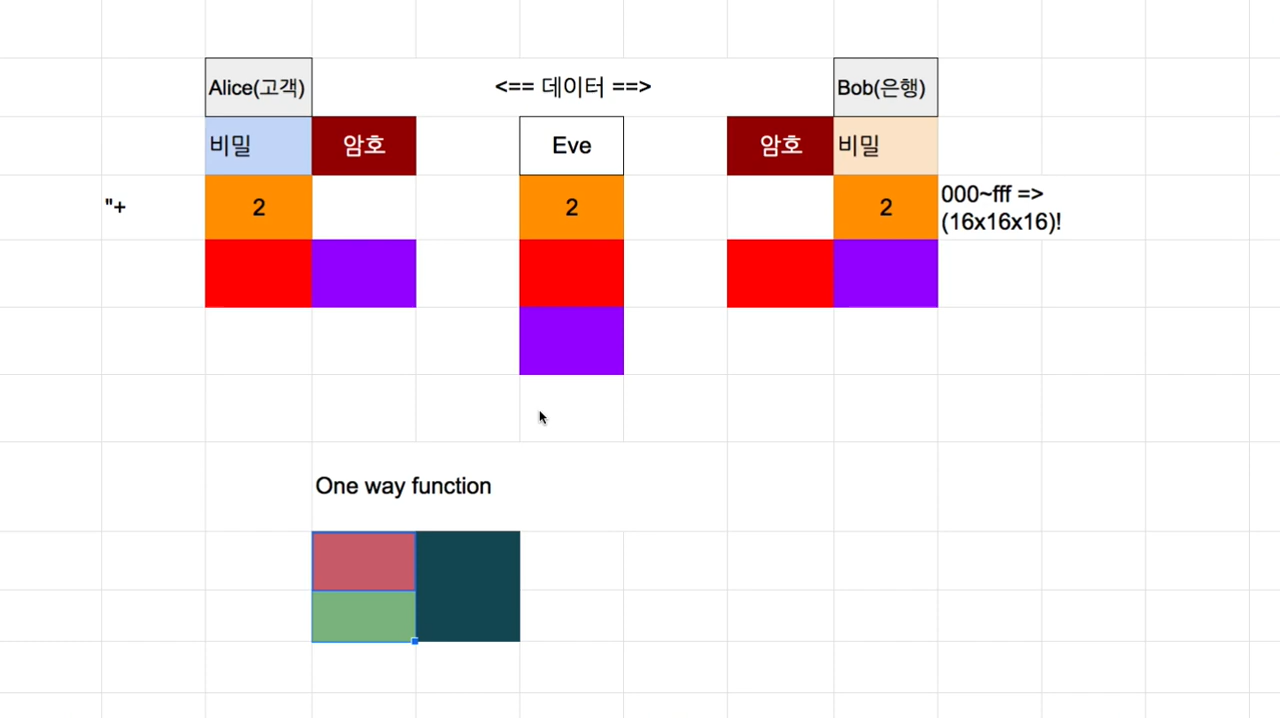 Alice(고객)
<== 데이터 ==>
Bob(은행)
비밀
암호
Eve
암호
비밀
"+
2
2
2
000~fff =>
(16x16x16)!
One way function